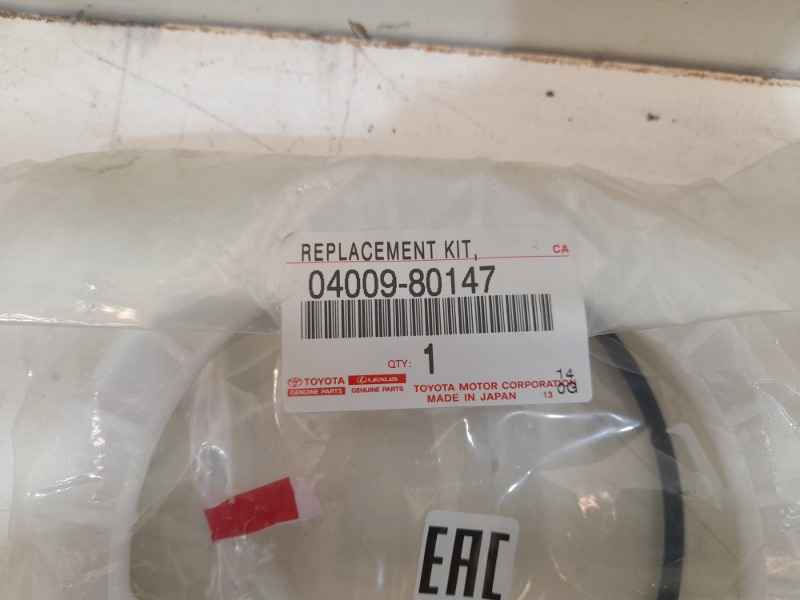 REPLACEMENT KIT,
CA
04009-80147
QTY: 1
TOYOTA LEXUS
GENUINE PARTS GENUINE PARTS
TOYOTA MOTOR CORPORATION
MADE IN JAPAN 13
14
0G
EAC